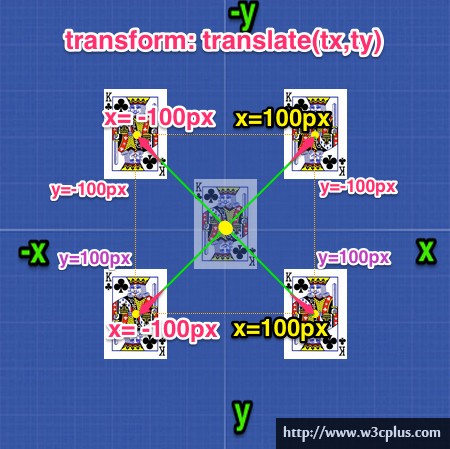 -y
transform: translate(tx,ty)
x= -100px
x=100px
y=-100px
y=-100px
-x
x
y=100px
y=100px
x= -100px
x=100px
y
http://www.w3cplus.com
K
K
K
K
K
K
K
K
K
K